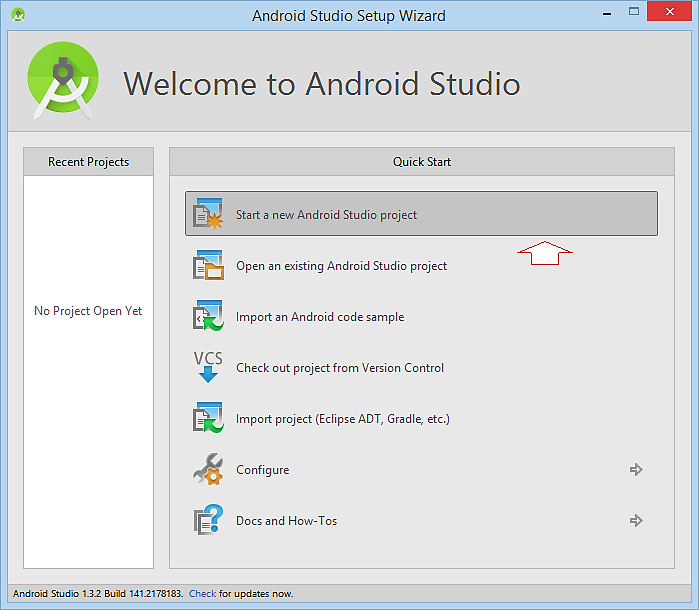 Android Studio Setup Wizard
Welcome to Android Studio
Recent Projects
No Project Open Yet
Quick Start
Start a new Android Studio project
Open an existing Android Studio project
Import an Android code sample
VCS
Check out project from Version Control
Import project (Eclipse ADT, Gradle, etc.)
Configure
Docs and How-Tos
Android Studio 1.3.2 Build 141.2178183. Check for updates now.